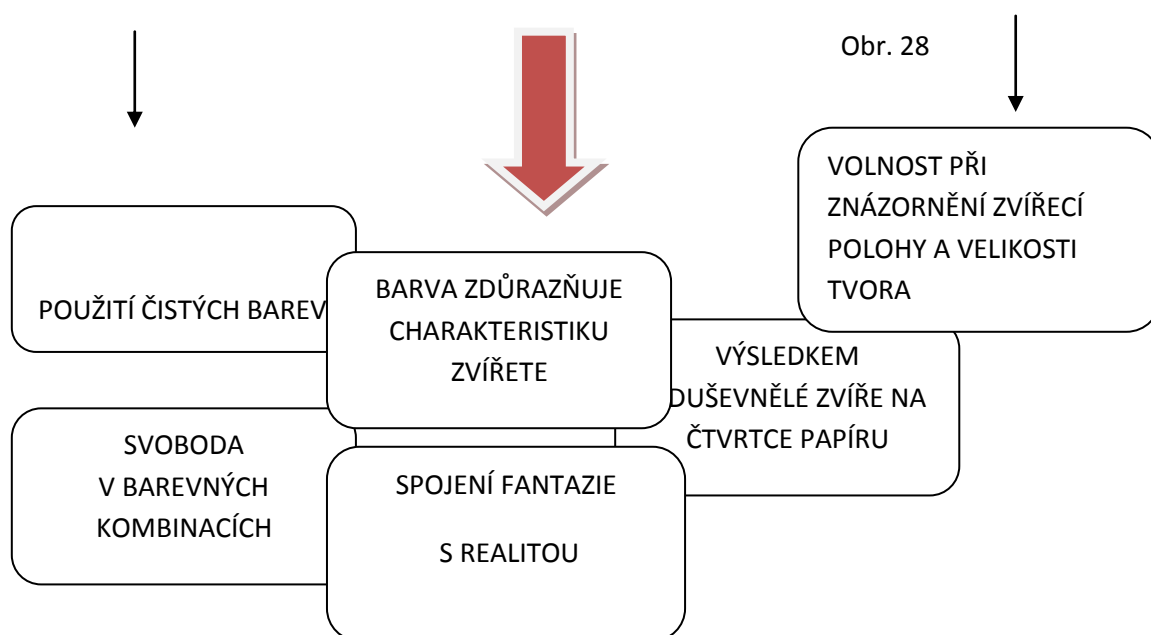 Obr. 28
VOLNOST PŘI
ZNÁZORNĚNÍ ZVÍŘECÍ
POLOHY A VELIKOSTI
TVORA
POUŽITÍ ČISTÝCH BAREV
BARVA ZDŮRAZŇUJE
CHARAKTERISTIKU
ZVÍŘETE
VÝSLEDKEM
DUŠEVNĚLÉ ZVÍŘE NA
ČTVRTCE PAPÍRU
SVOBODA
V BAREVNÝCH
KOMBINACÍCH
SPOJENÍ FANTAZIE
S REALITOU